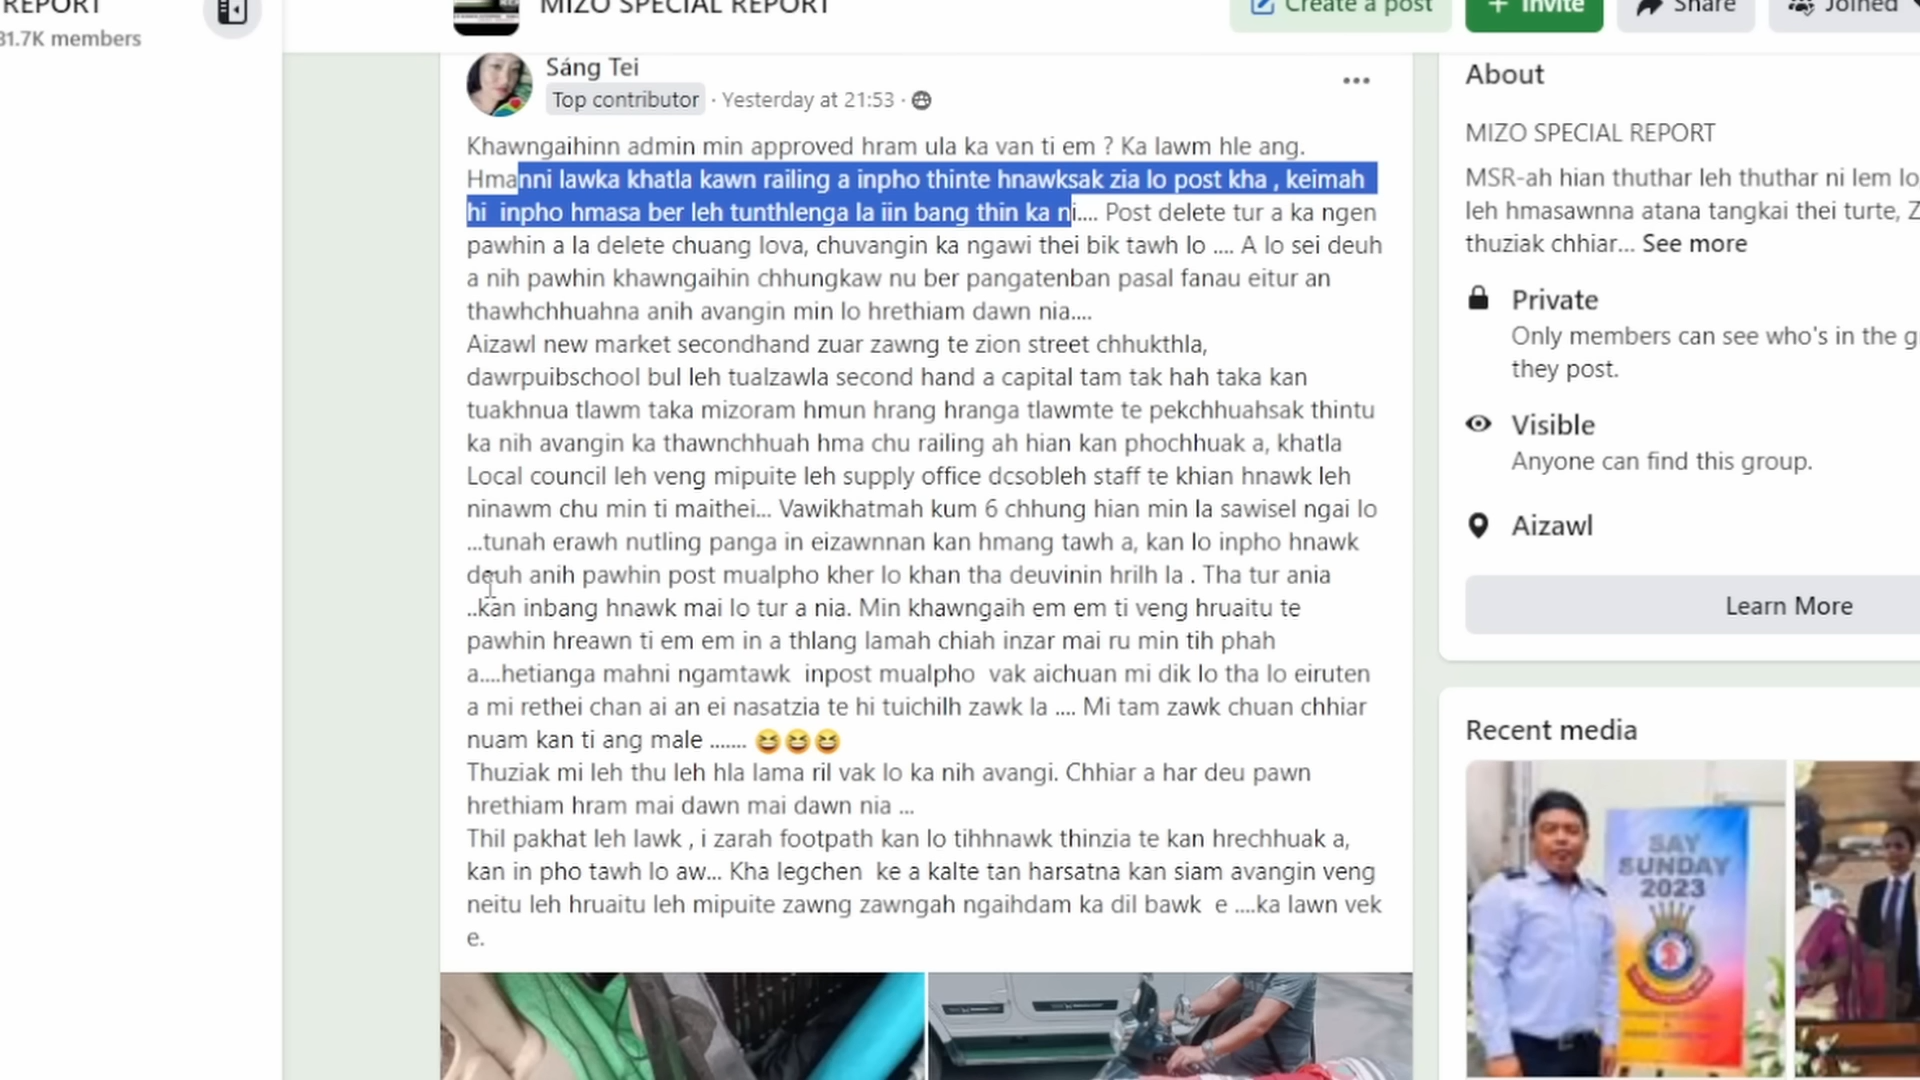 REPORT
31.7K members
MIZO SPECIAL REPORT
Create a post
+ Invite
Share
Joined
Sáng Tei
Top contributor · Yesterday at 21:53 ·
Khawngaihinn admin min approved hram ula ka van ti em ? Ka lawm hle ang.
Hmanni lawka khatla kawn railing a inpho thinte hnawksak zia lo post kha , keimah
hi inpho hmasa ber leh tunthlenga la iin bang thin ka ni.... Post delete tur a ka ngen
pawhin a la delete chuang lova, chuvangin ka ngawi thei bik tawh lo .... A lo sei deuh
a nih pawhin khawngaihin chhungkaw nu ber pangatenban pasal fanau eitur an
thawhchhuahna anih avangin min lo hrethiam dawn nia....
Aizawl new market secondhand zuar zawng te zion street chhukthla,
dawrpuibschool bul leh tualzawla second hand a capital tam tak hah taka kan
tuakhnua tlawm taka mizoram hmun hrang hranga tlawmte te pekchhuahsak thintu
ka nih avangin ka thawnchhuah hma chu railing ah hian kan phochhuak a, khatla
Local council leh veng mipuite leh supply office dcsobleh staff te khian hnawk leh
ninawm chu min ti maithei... Vawikhatmah kum 6 chhung hian min la sawisel ngai lo
...tunah erawh nutling panga in eizawnnan kan hmang tawh a, kan lo inpho hnawk
deuh anih pawhin post mualpho kher lo khan tha deuvinin hrilh la . Tha tur ania
..kan inbang hnawk mai lo tur a nia. Min khawngaih em em ti veng hruaitu te
pawhin hreawn ti em em in a thlang lamah chiah inzar mai ru min tih phah
a....hetianga mahni ngamtawk inpost mualpho vak aichuan mi dik lo tha lo eiruten
a mi rethei chan ai an ei nasatzia te hi tuichilh zawk la .... Mi tam zawk chuan chhiar
nuam kan ti ang male ....... 😆😆😆
Thuziak mi leh thu leh hla lama ril vak lo ka nih avangi. Chhiar a har deu pawn
hrethiam hram mai dawn mai dawn nia ...
Thil pakhat leh lawk , i zarah footpath kan lo tihhnawk thinzia te kan hrechhuak a,
kan in pho tawh lo aw... Kha legchen ke a kalte tan harsatna kan siam avangin veng
neitu leh hruaitu leh mipuite zawng zawngah ngaihdam ka dil bawk e ....ka lawn vek
e.
About
MIZO SPECIAL REPORT
MSR-ah hian thuthar leh thuthar ni lem lo
leh hmasawnna atana tangkai thei turte, Z
thuziak chhiar... See more
Private
Only members can see who's in the g
they post.
Visible
Anyone can find this group.
Aizawl
Learn More
Recent media
SAY
SUNDAY
2023